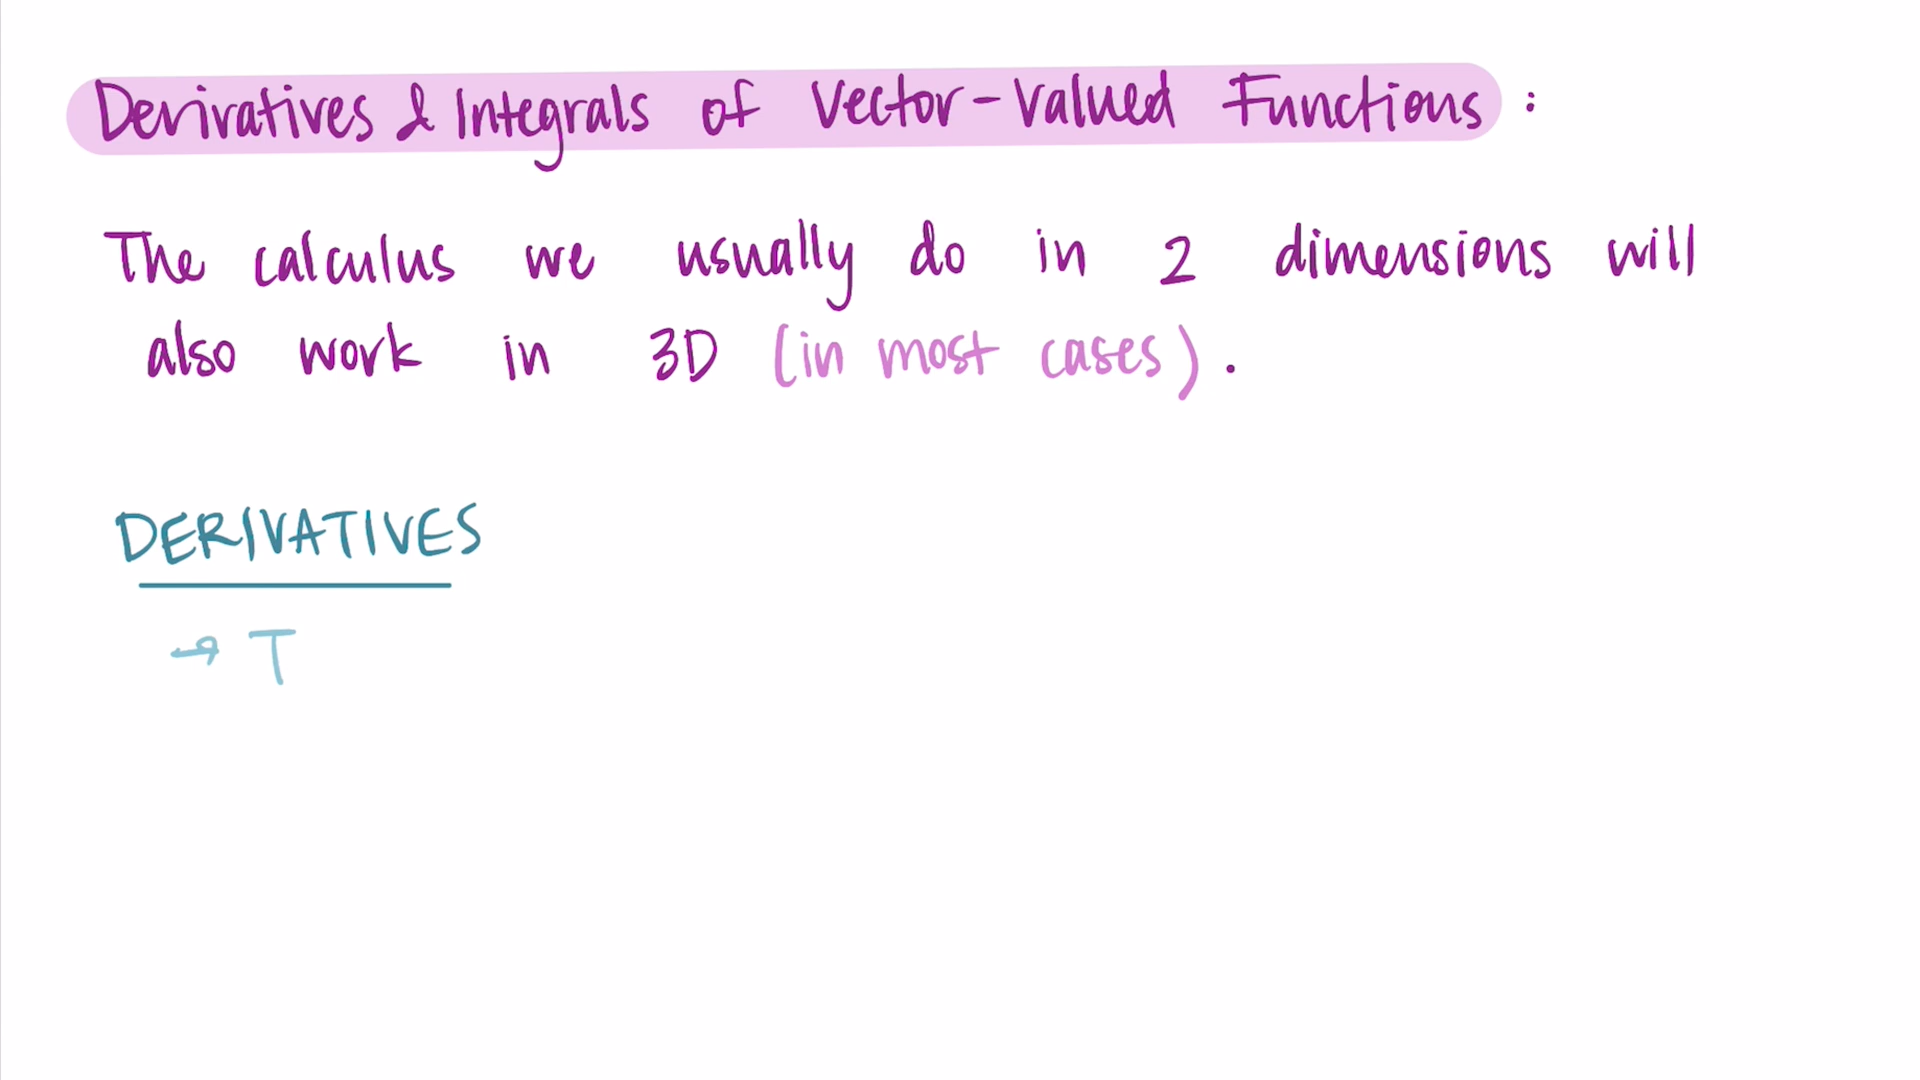 Derivatives & Integrals of Vector-Valued Functions:
The calculus we usually do in 2 dimensions will
also work in 3D (in most cases).
DERIVATIVES
→ T